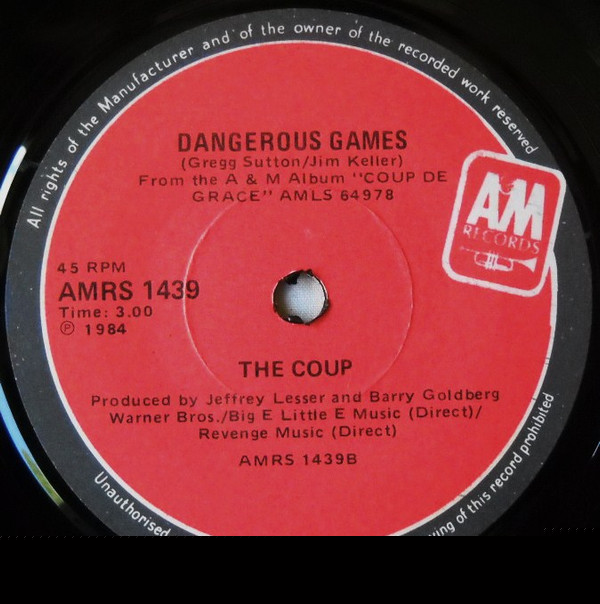 All rights of the Manufacturer and of the owner of the recorded work reserved
DANGEROUS GAMES
(Gregg Sutton/Jim Keller)
From the A & M Album "COUP DE
GRACE" AMLS 64978
AM
RECORDS
45 RPM
AMRS 1439
Time: 3.00
℗ 1984
THE COUP
Produced by Jeffrey Lesser and Barry Goldberg
Warner Bros./Big E Little E Music (Direct)/
Revenge Music (Direct)
AMRS 1439B
Unauthorised
of this record prohibited